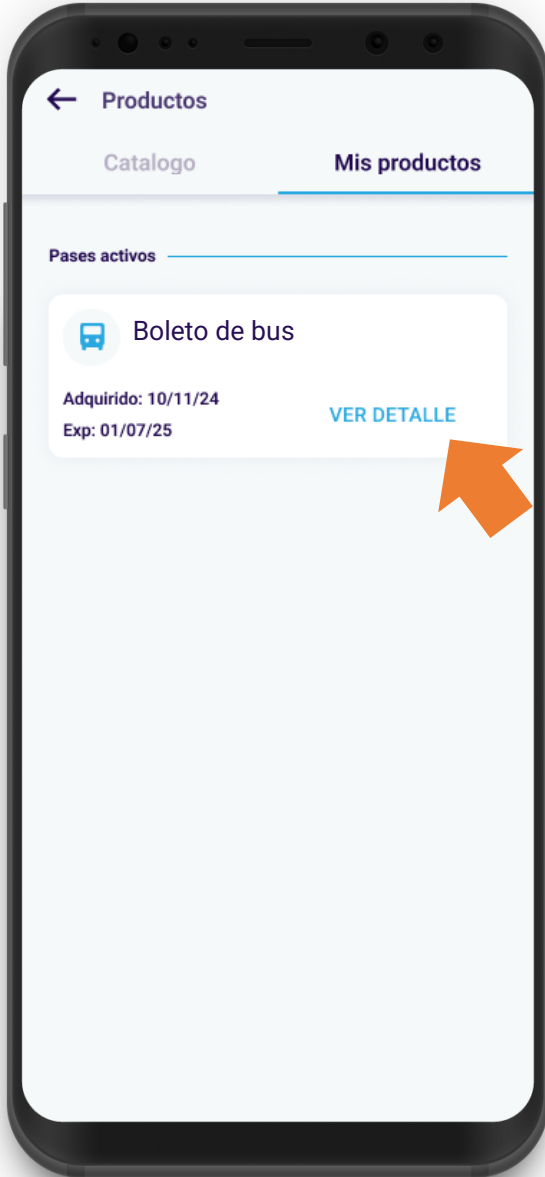 Productos
Catalogo Mis productos
Pases activos
Boleto de bus
Adquirido: 10/11/24
VER DETALLE
Exp: 01/07/25